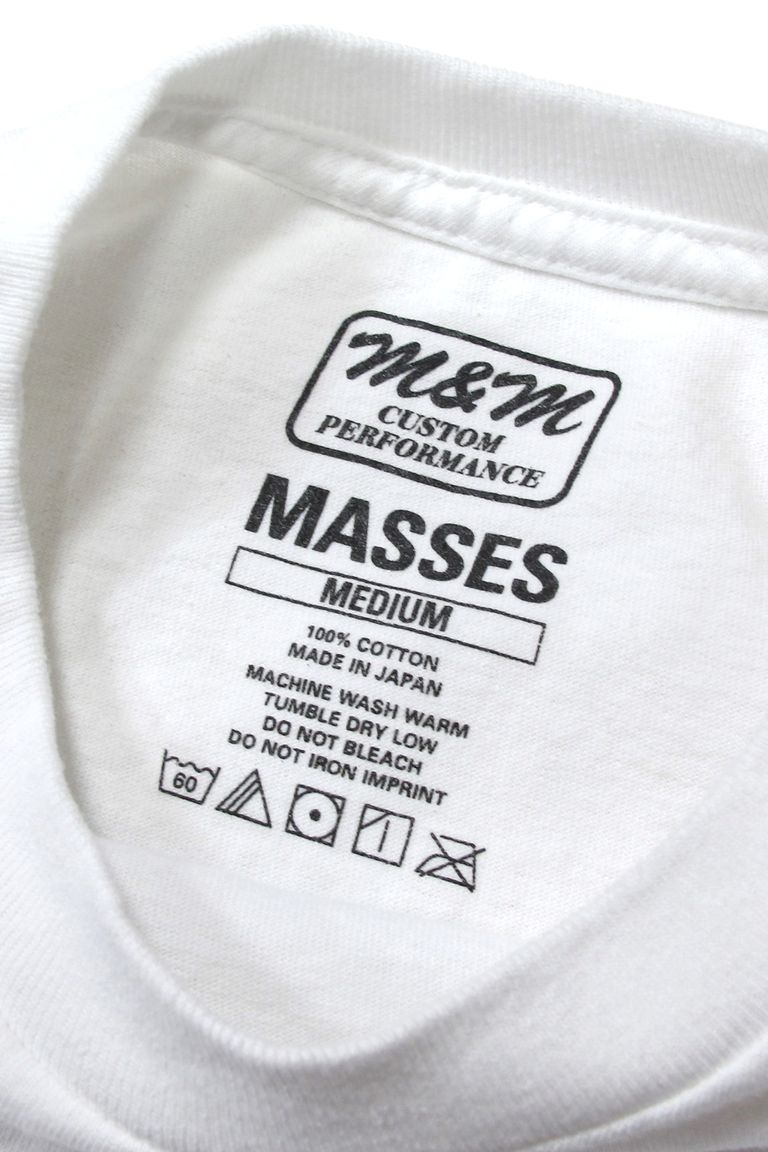 M&M
CUSTOM
PERFORMANCE
MASSES
MEDIUM
100% COTTON
MADE IN JAPAN
MACHINE WASH WARM
TUMBLE DRY LOW
DO NOT BLEACH
DO NOT IRON IMPRINT
60